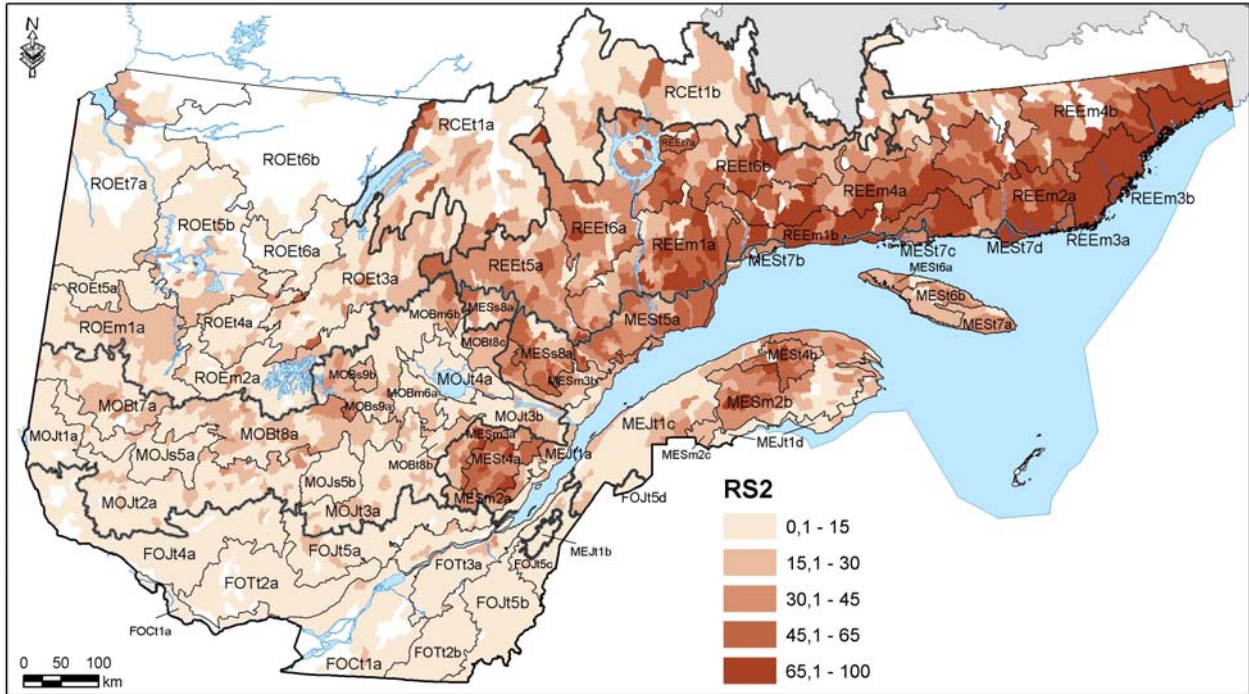 N
RCEt1b
RCEt1a
REEt7a
REEm4b
ROEt6b
REEt6b
ROEt7a
REEm4a
REEm2a
REEm3b
ROEt5b
REEt6a
REEm1a
REEm1b
REEm3a
ROEt6a
MESt7b
MESt7c
MESt7d
ROEt3a
REEt5a
MESt6a
ROEt5a
MESt6b
MOBm6b
MESs8a
MESt5a
MESt7a
ROEt4a
ROEm1a
MOBt8c
MESs8a
MESt4b
ROEm2a
MOBs9b
MOJt4a
MESm3b
MOBm6a
MESm2b
MOBt7a
MOBs9a
MOJt3b
MEJt1c
MEJt1d
MOJt1a
MOBt8a
MESm3a
MEJt1a
MESm2c
MOJs5a
MOBt8b
MESt4a
MOJs5b
MESm2a
FOJt5d
MOJt2a
MOJt3a
MEJt1b
FOJt4a
FOJt5a
FOTt3a
FOJt5c
FOTt2a
FOJt5b
FOCt1a
FOTt2b
FOCt1a
RS2
0,1 - 15
15,1 - 30
30,1 - 45
45,1 - 65
65,1 - 100
0 50 100
km